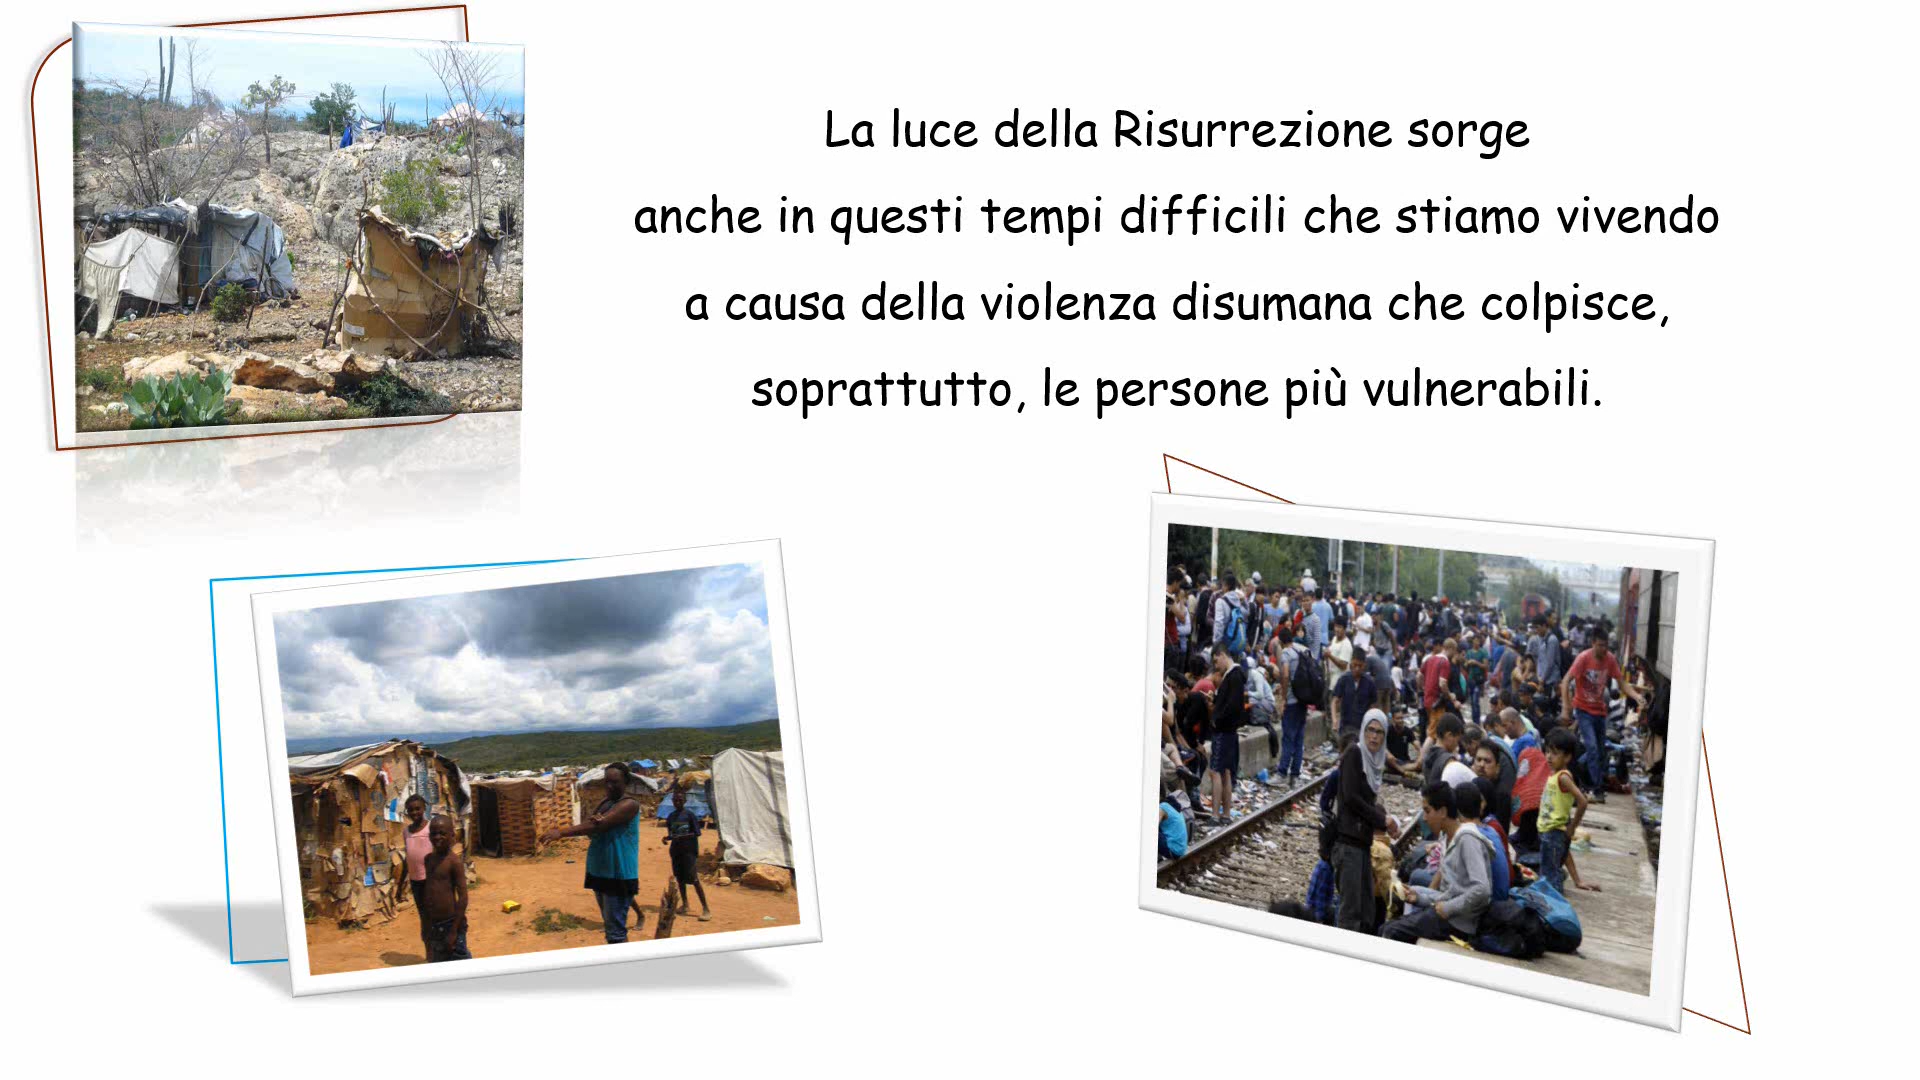 La luce della Risurrezione sorge
anche in questi tempi difficili che stiamo vivendo
a causa della violenza disumana che colpisce,
soprattutto, le persone più vulnerabili.